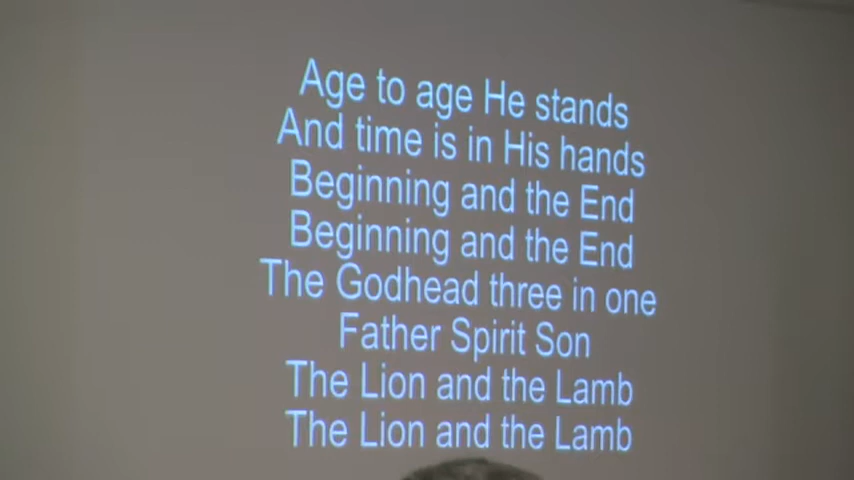 Age to age He stands
And time is in His hands
Beginning and the End
Beginning and the End
The Godhead three in one
Father Spirit Son
The Lion and the Lamb
The Lion and the Lamb